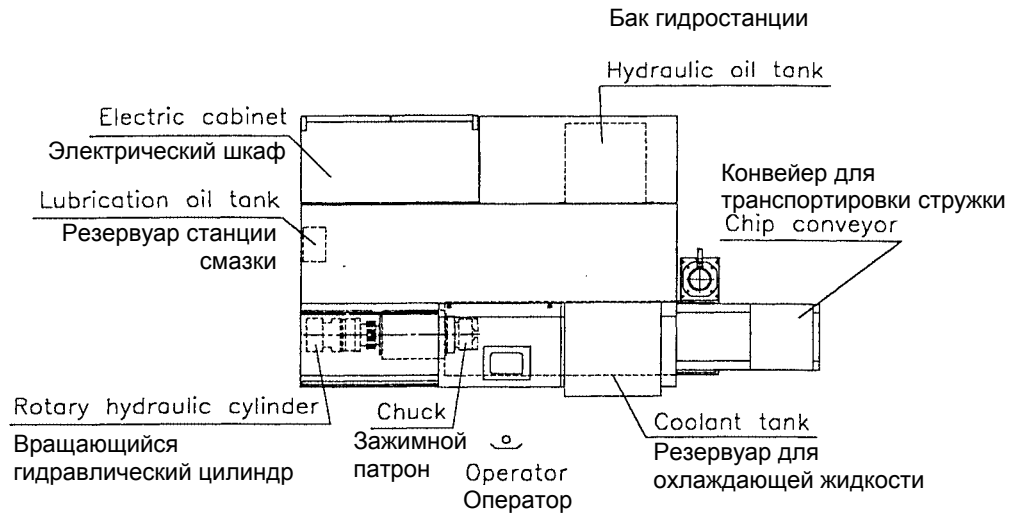 Бак гидростанции
Hydraulic oil tank
Electric cabinet
Электрический шкаф
Lubrication oil tank
Резервуар станции
смазки
Конвейер для
транспортировки стружки
Chip conveyor
Rotary hydraulic cylinder
Вращающийся
гидравлический цилиндр
Chuck
Зажимной
патрон
Operator
Оператор
Coolant tank
Резервуар для
охлаждающей жидкости